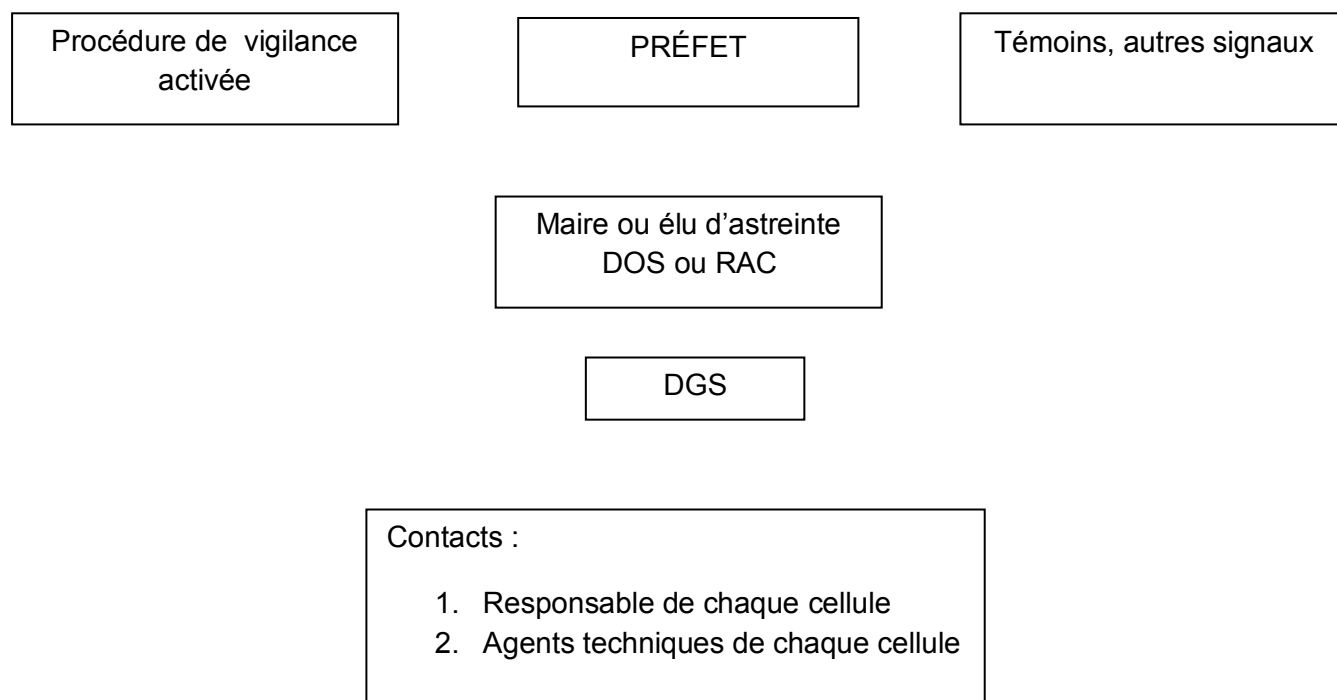 Procédure de  vigilance
activée
PRÉFET
Témoins, autres signaux
Maire ou élu d’astreinte
DOS ou RAC
DGS
Contacts :
1. Responsable de chaque cellule
2. Agents techniques de chaque cellule